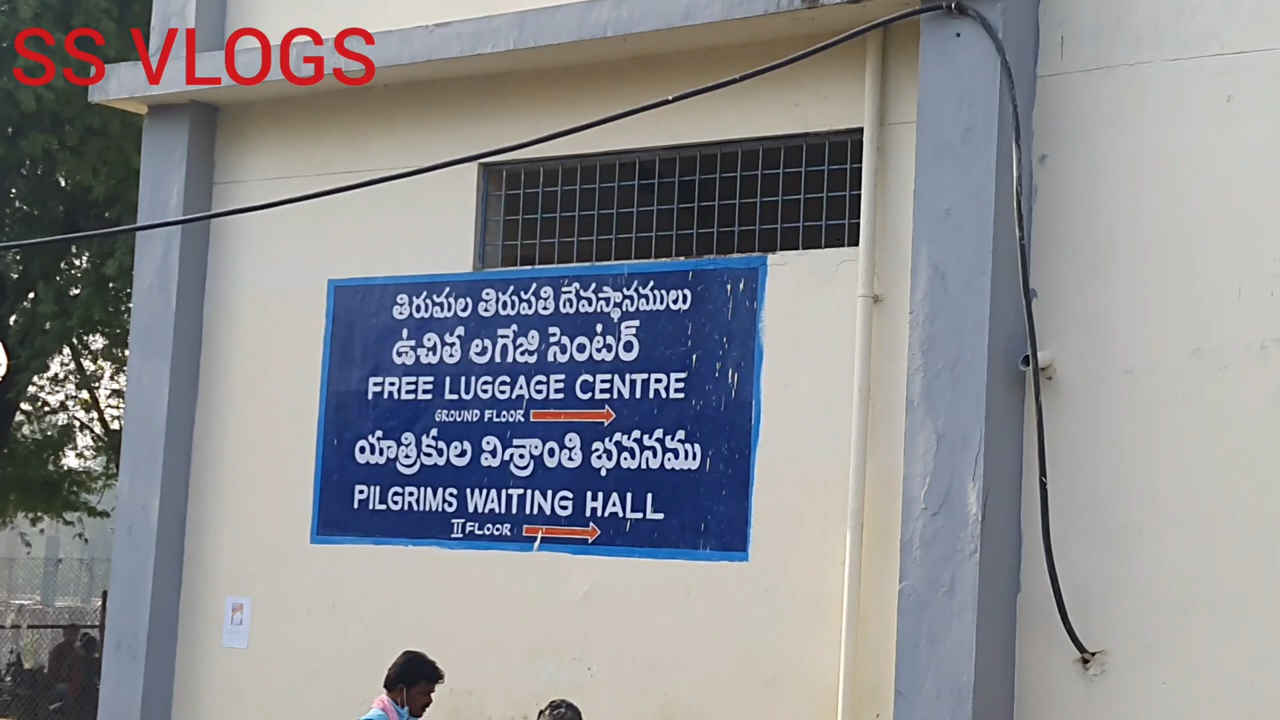 SS VLOGS
తిరుమల తిరుపతి దేవస్థానములు
ఉచిత లగేజి సెంటర్
FREE LUGGAGE CENTRE
GROUND FLOOR
యాత్రికుల విశ్రాంతి భవనము
PILGRIMS WAITING HALL
II FLOOR